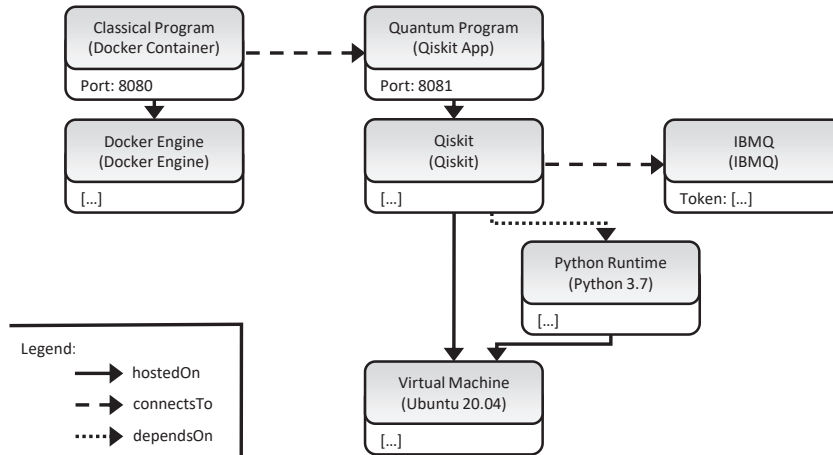 Classical Program
(Docker Container)
Port: 8080
Quantum Program
(Qiskit App)
Port: 8081
Docker Engine
(Docker Engine)
[...]
Qiskit
(Qiskit)
[...]
IBMQ
(IBMQ)
Token: [...]
Python Runtime
(Python 3.7)
[...]
Virtual Machine
(Ubuntu 20.04)
[...]
Legend:
hostedOn
connectsTo
dependsOn